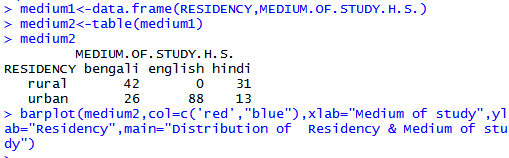 > medium1<-data.frame(RESIDENCY,MEDIUM.OF.STUDY.H.S.)
> medium2<-table(medium1)
> medium2
         MEDIUM.OF.STUDY.H.S.
RESIDENCY bengali english hindi
    rural      42       0    31
    urban      26      88    13
> barplot(medium2,col=c('red',"blue"),xlab="Medium of study",yl
ab="Residency",main="Distribution of  Residency & Medium of stu
dy")
>